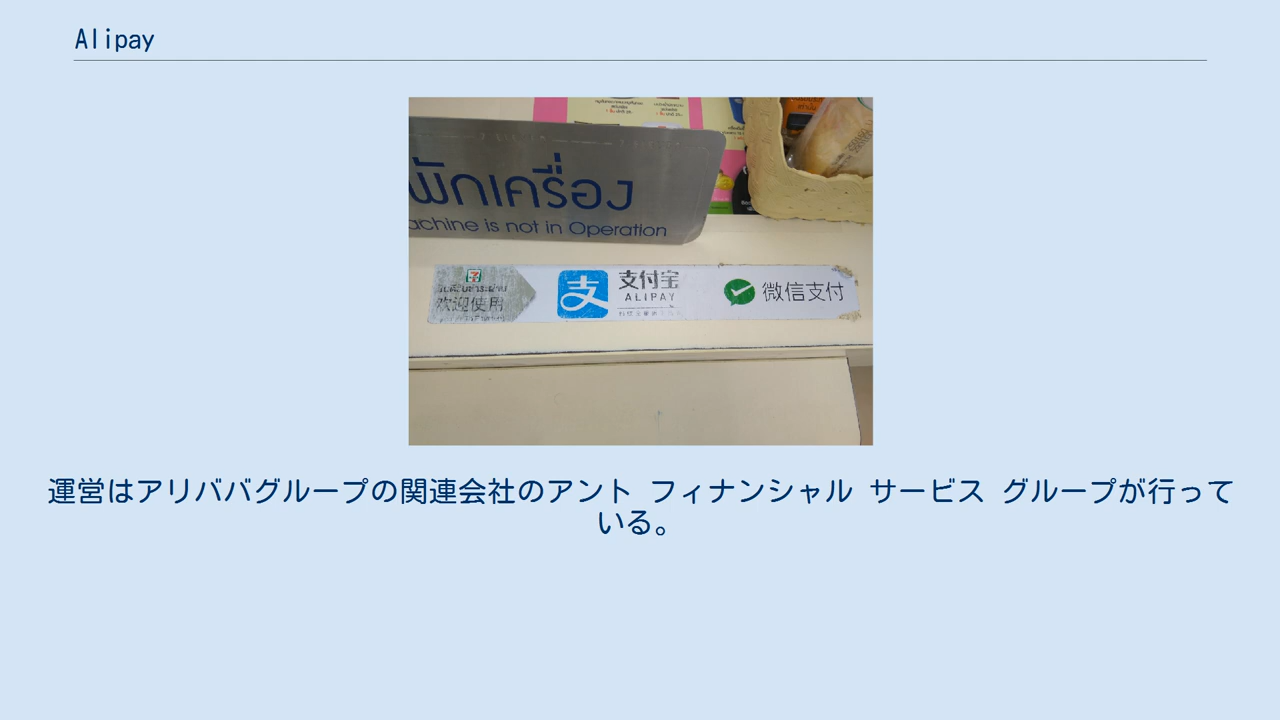 Alipay
พักเครื่อง
achine is not in Operation
欢迎使用
支
支付宝
ALIPAY
微信支付
運営はアリババグループの関連会社のアント フィナンシャル サービス グループが行って
いる。